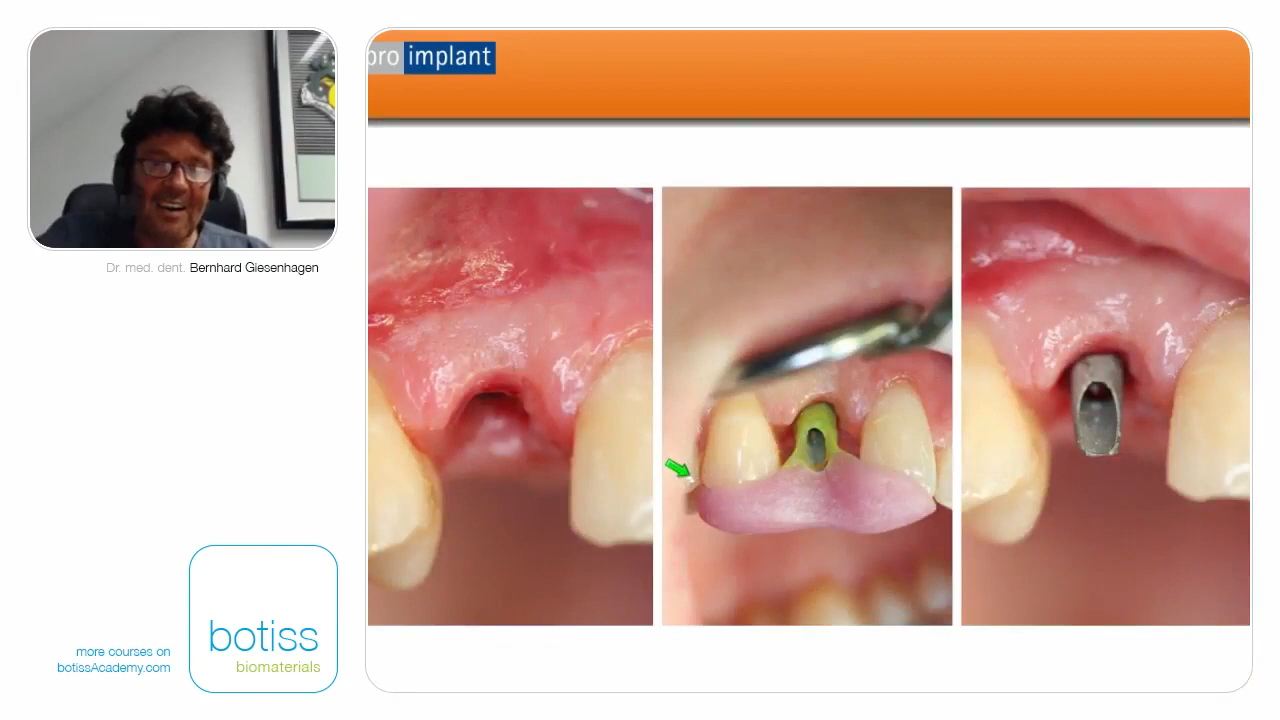 pro implant
Dr. med. dent. Bernhard Giesenhagen
botiss
biomaterials
more courses on
botissAcademy.com